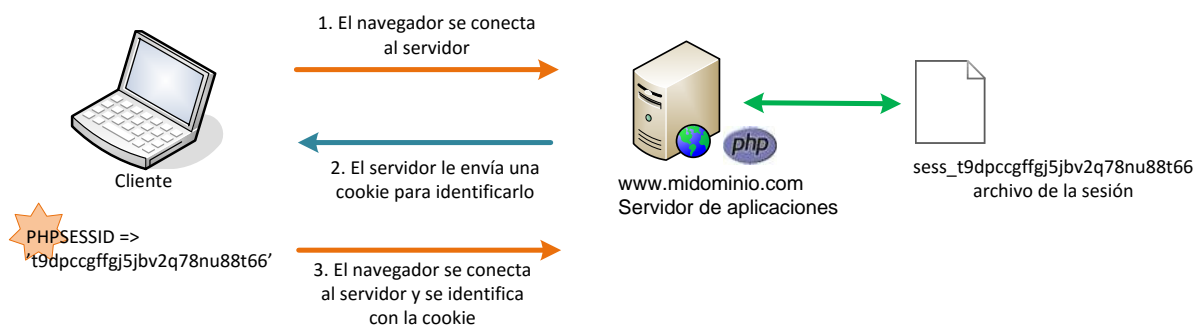 1. El navegador se conecta
al servidor
2. El servidor le envía una
cookie para identificarlo
3. El navegador se conecta
al servidor y se identifica
con la cookie
Cliente
PHPSESSID =>
't9dpccgffgj5jbv2q78nu88t66’
php
www.midominio.com
Servidor de aplicaciones
sess_t9dpccgffgj5jbv2q78nu88t66
archivo de la sesión